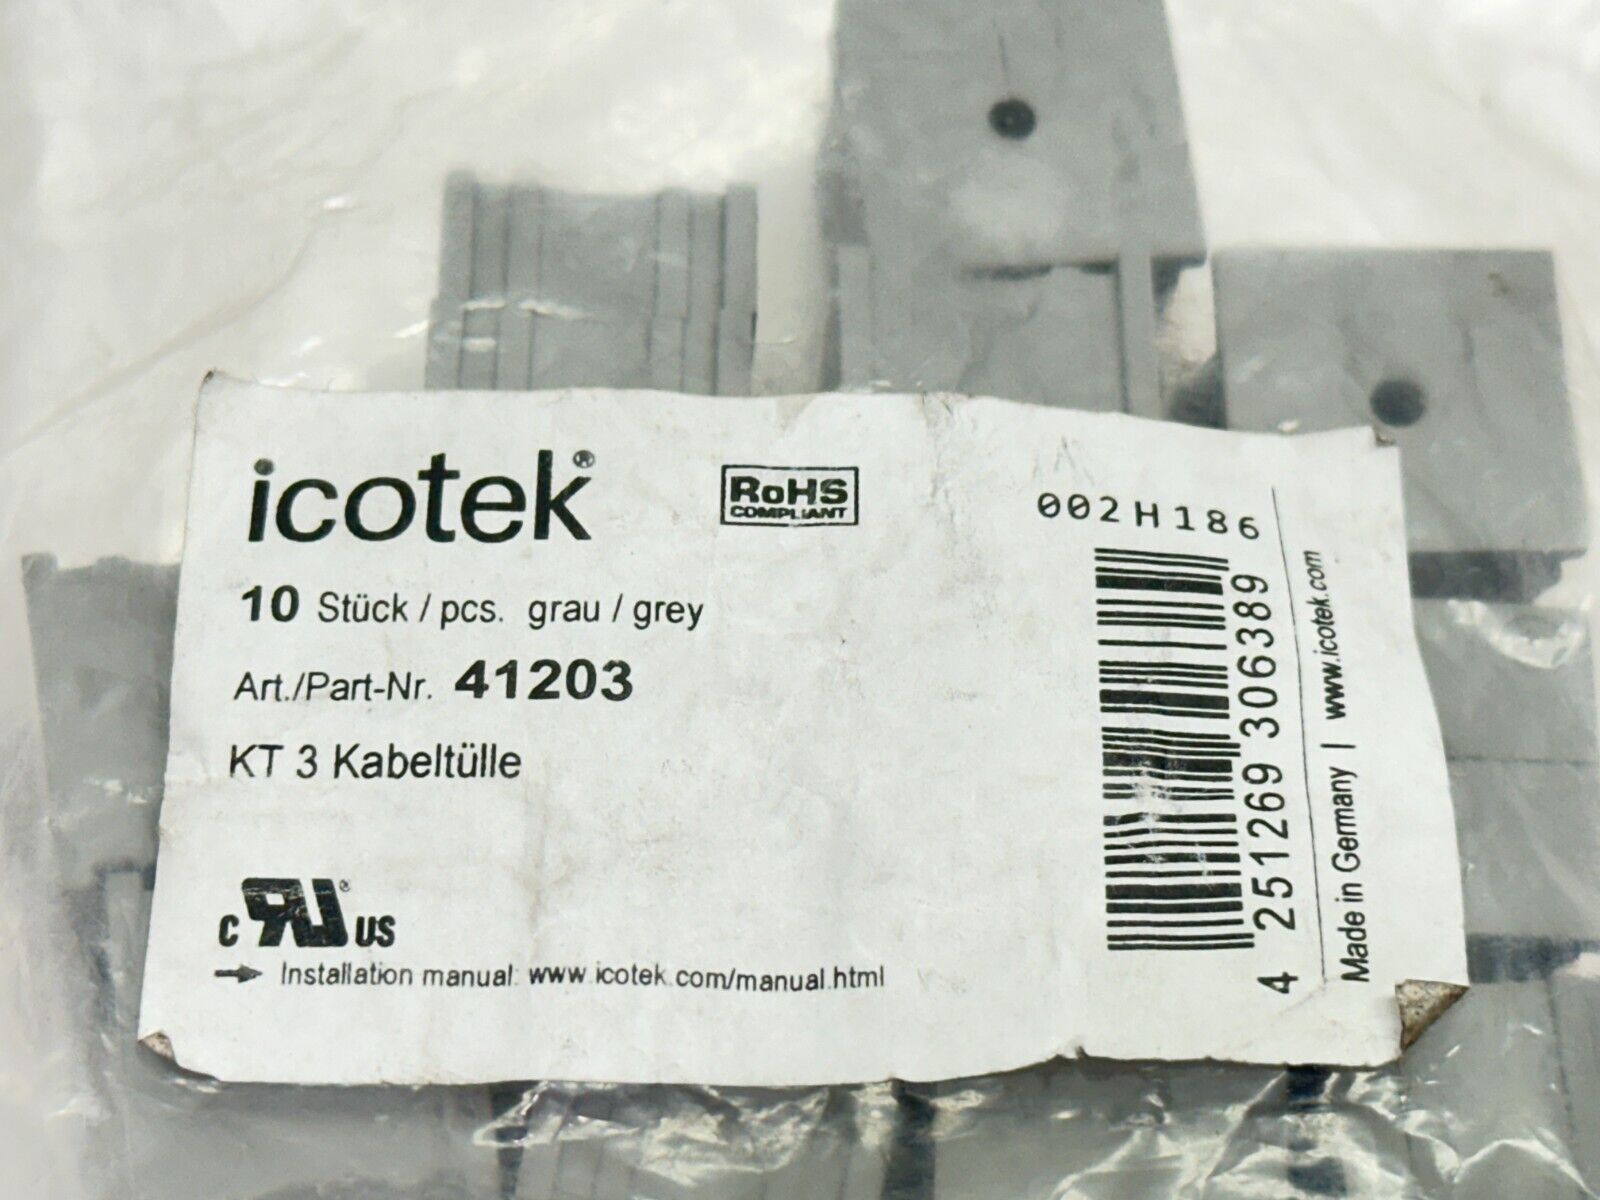 icotek®
RoHS
COMPLIANT
002H186
10 Stück / pcs. grau / grey
Art./Part-Nr. 41203
KT 3 Kabeltülle
c RU® US
Installation manual: www.icotek.com/manual.html
4 251269 306389
Made in Germany | www.icotek.com